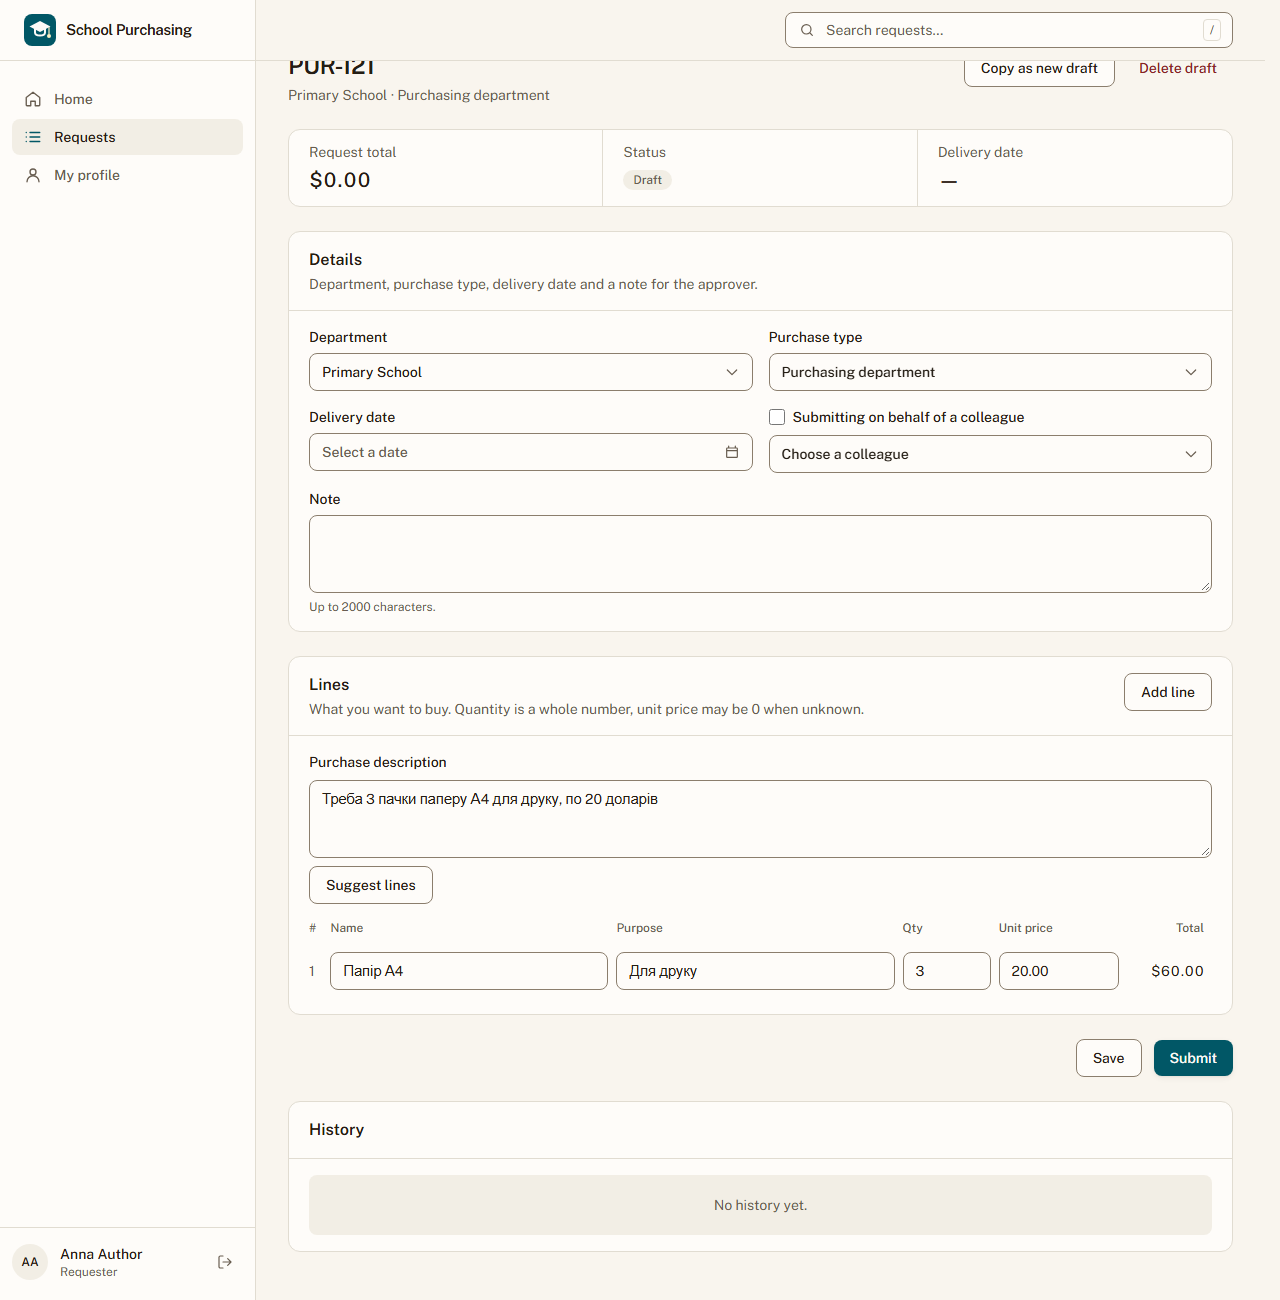 School Purchasing
Search requests...
/
Home
Requests
My profile
PUR-121
Copy as new draft
Delete draft
Primary School · Purchasing department
Request total
$0.00
Status
Draft
Delivery date
—
Details
Department, purchase type, delivery date and a note for the approver.
Department
Primary School
Purchase type
Purchasing department
Delivery date
Select a date
Submitting on behalf of a colleague
Choose a colleague
Note
Up to 2000 characters.
Lines
What you want to buy. Quantity is a whole number, unit price may be 0 when unknown.
Add line
Purchase description
Треба 3 пачки паперу А4 для друку, по 20 доларів
Suggest lines
# Name Purpose Qty Unit price Total
1 Папір А4 Для друку 3 20.00 $60.00
Save
Submit
History
No history yet.
AA
Anna Author
Requester